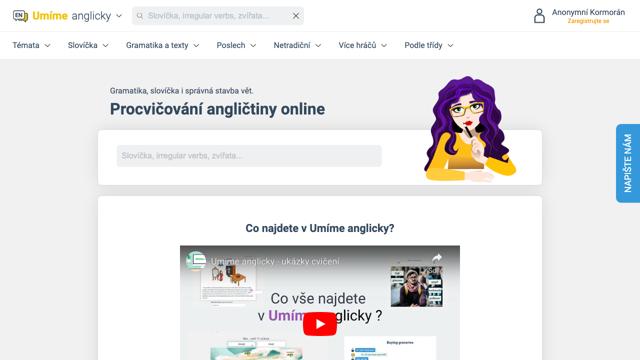 EN
Umíme anglicky
Slovíčka, irregular verbs, zvířata...
Anonymní Kormorán
Zaregistrujte se
Témata
Slovíčka
Gramatika a texty
Poslech
Netradiční
Více hráčů
Podle třídy
Gramatika, slovíčka i správná stavba vět.
Procvičování angličtiny online
Slovíčka, irregular verbs, zvířata...
NAPIŠTE NÁM
Co najdete v Umíme anglicky?
Umíme anglicky - ukázky cvičení
Co vše najdete
v Umíme anglicky ?
Buying groceries